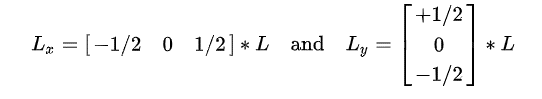 L_x = [ −1/2 0 1/2 ] ∗ L and L_y = [ +1/2 0 −1/2 ] ∗ L